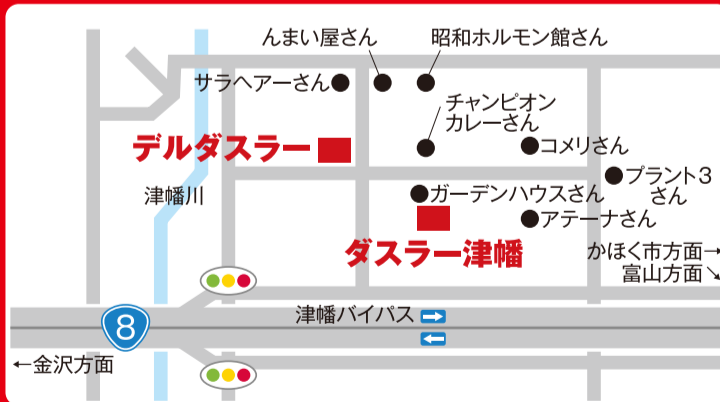 んまい屋さん
昭和ホルモン館さん
サラヘアーさん
チャンピオン
カレーさん
デルダスラー
コメリさん
プラント3
さん
津幡川
ガーデンハウスさん
アテーナさん
ダスラー津幡
かほく市方面→
富山方面↘
津幡バイパス
→
←
8
←金沢方面